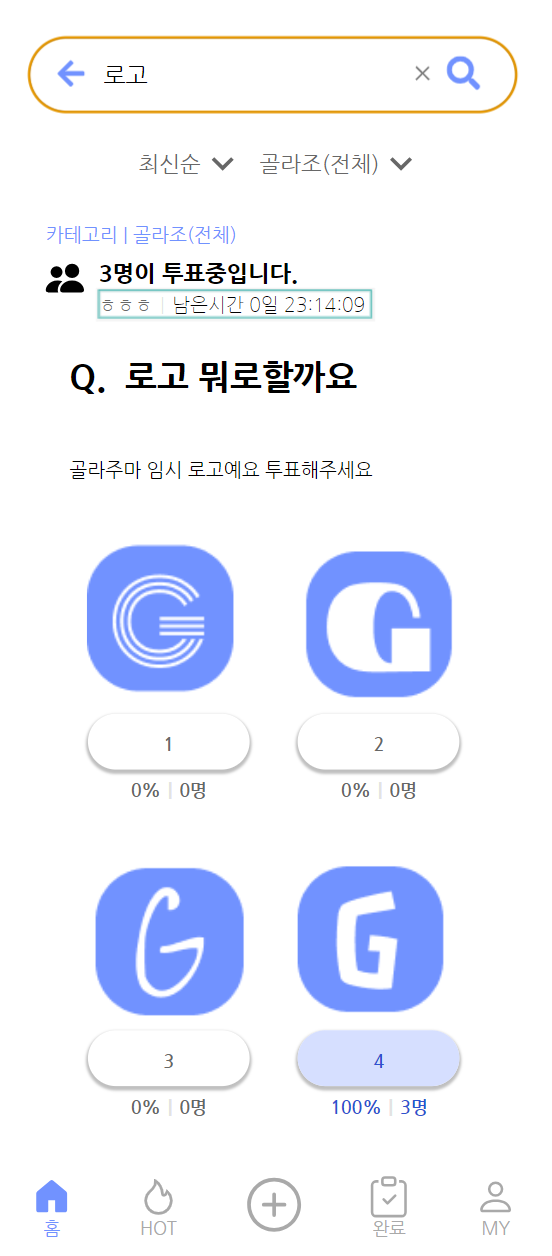 로고
최신순 골라조(전체)
카테고리 | 골라조(전체)
3명이 투표중입니다.
ㅎㅎㅎ | 남은시간 0일 23:14:09
Q. 로고 뭐로할까요
골라주마 임시 로고예요 투표해주세요
G G
1 2
0% | 0명 0% | 0명
G G
3 4
0% | 0명 100% | 3명
홈 HOT 완료 MY